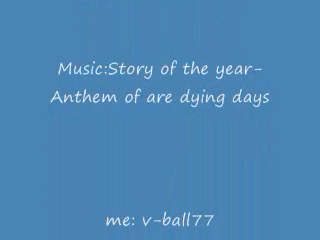 Music:Story of the year-
Anthem of are dying days
me: v-ball77